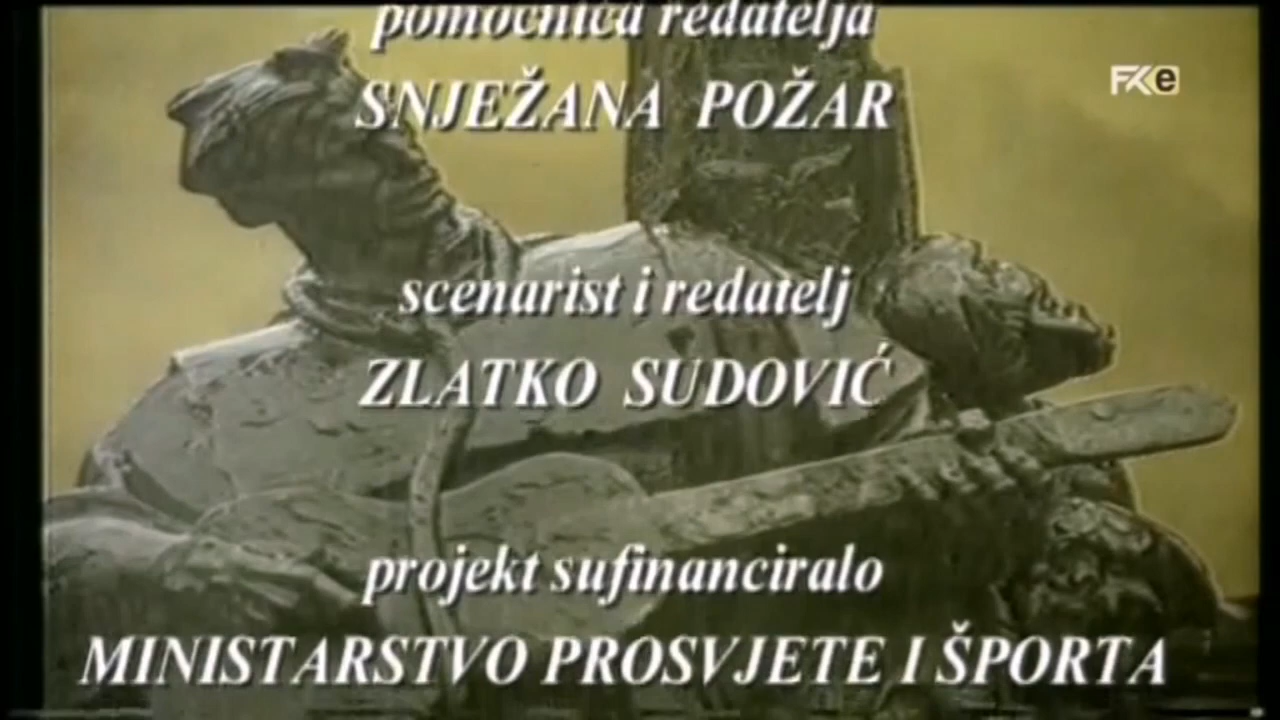 pomoćnica redatelja
FKe
SNJEŽANA POŽAR
scenarist i redatelj
ZLATKO SUDOVIĆ
projekt sufinanciralo
MINISTARSTVO PROSVJETE I ŠPORTA